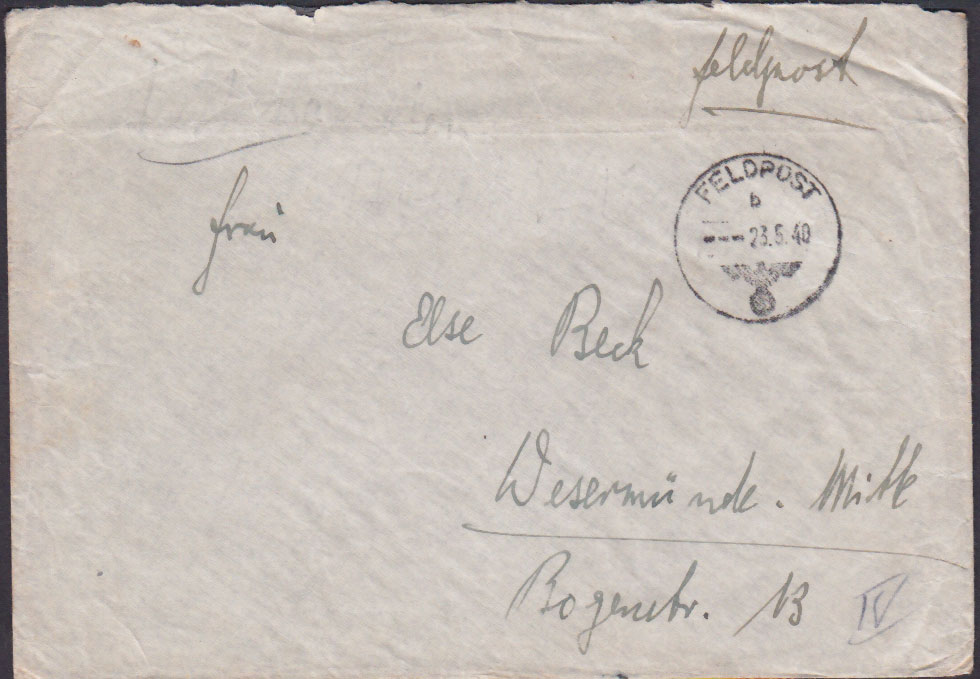 Feldpost
FELDPOST
b
23.5.40
Frau
Else Beck
Wesermünde. Mitte
Bogenstr. 13
IV